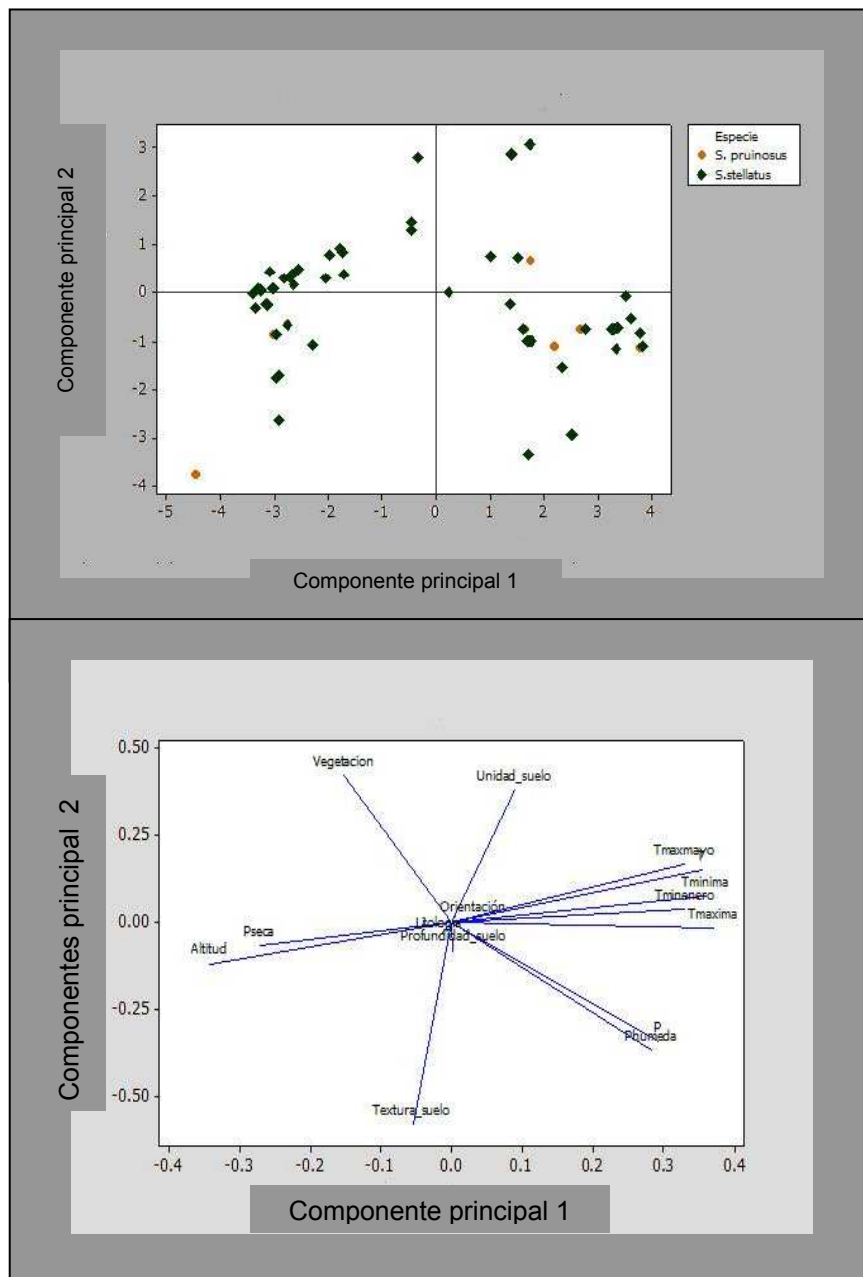 Componente principal 2
3
2
1
0
-1
-2
-3
-4
-5 -4 -3 -2 -1 0 1 2 3 4
Componente principal 1
Especie
S. pruinosus
S.stellatus
Componentes principal 2
0.50
0.25
0.00
-0.25
-0.50
Vegetacion
Unidad_suelo
Tmaxmayo
T
Tminima
Tminenero
Tmaxima
Orientación
Litologia
Profundidad_suelo
Pseca
Altitud
P
Phumeda
Textura_suelo
-0.4 -0.3 -0.2 -0.1 0.0 0.1 0.2 0.3 0.4
Componente principal 1